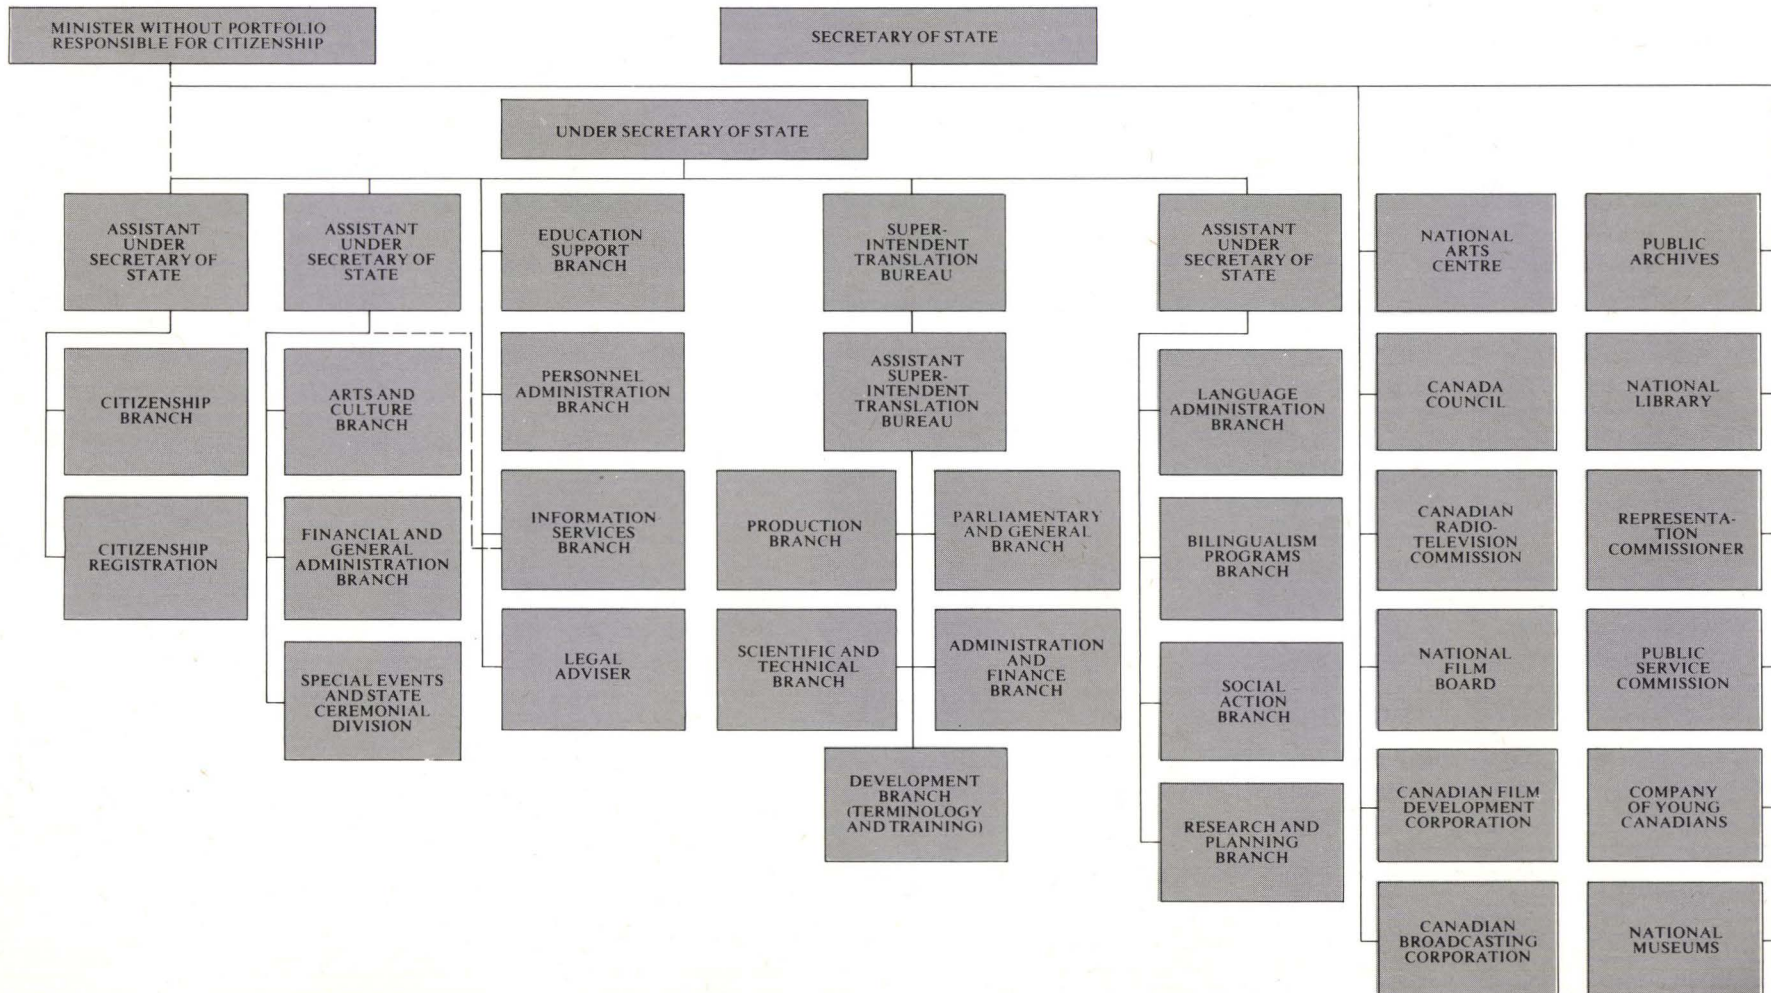 MINISTER WITHOUT PORTFOLIO
RESPONSIBLE FOR CITIZENSHIP
SECRETARY OF STATE
UNDER SECRETARY OF STATE
ASSISTANT
UNDER
SECRETARY OF
STATE
CITIZENSHIP
BRANCH
CITIZENSHIP
REGISTRATION
ASSISTANT
UNDER
SECRETARY OF
STATE
ARTS AND
CULTURE
BRANCH
FINANCIAL AND
GENERAL
ADMINISTRATION
BRANCH
SPECIAL EVENTS
AND STATE
CEREMONIAL
DIVISION
EDUCATION
SUPPORT
BRANCH
PERSONNEL
ADMINISTRATION
BRANCH
INFORMATION
SERVICES
BRANCH
LEGAL
ADVISER
SUPER-
INTENDENT
TRANSLATION
BUREAU
ASSISTANT
SUPER-
INTENDENT
TRANSLATION
BUREAU
PRODUCTION
BRANCH
PARLIAMENTARY
AND GENERAL
BRANCH
SCIENTIFIC AND
TECHNICAL
BRANCH
ADMINISTRATION
AND
FINANCE
BRANCH
DEVELOPMENT
BRANCH
(TERMINOLOGY
AND TRAINING)
ASSISTANT
UNDER
SECRETARY OF
STATE
LANGUAGE
ADMINISTRATION
BRANCH
BILINGUALISM
PROGRAMS
BRANCH
SOCIAL
ACTION
BRANCH
RESEARCH AND
PLANNING
BRANCH
NATIONAL
ARTS
CENTRE
CANADA
COUNCIL
CANADIAN
RADIO-
TELEVISION
COMMISSION
NATIONAL
FILM
BOARD
CANADIAN FILM
DEVELOPMENT
CORPORATION
CANADIAN
BROADCASTING
CORPORATION
PUBLIC
ARCHIVES
NATIONAL
LIBRARY
REPRESENTA-
TION
COMMISSIONER
PUBLIC
SERVICE
COMMISSION
COMPANY
OF YOUNG
CANADIANS
NATIONAL
MUSEUMS